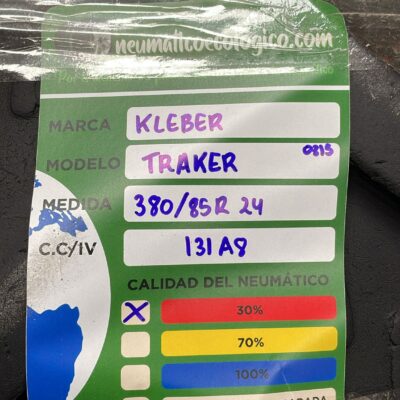 neumaticoecologico.com
MARCA KLEBER
MODELO TRAKER 0815
MEDIDA 380/85R 24
C.C/IV 131 A8
CALIDAD DEL NEUMÁTICO
X 30%
70%
100%